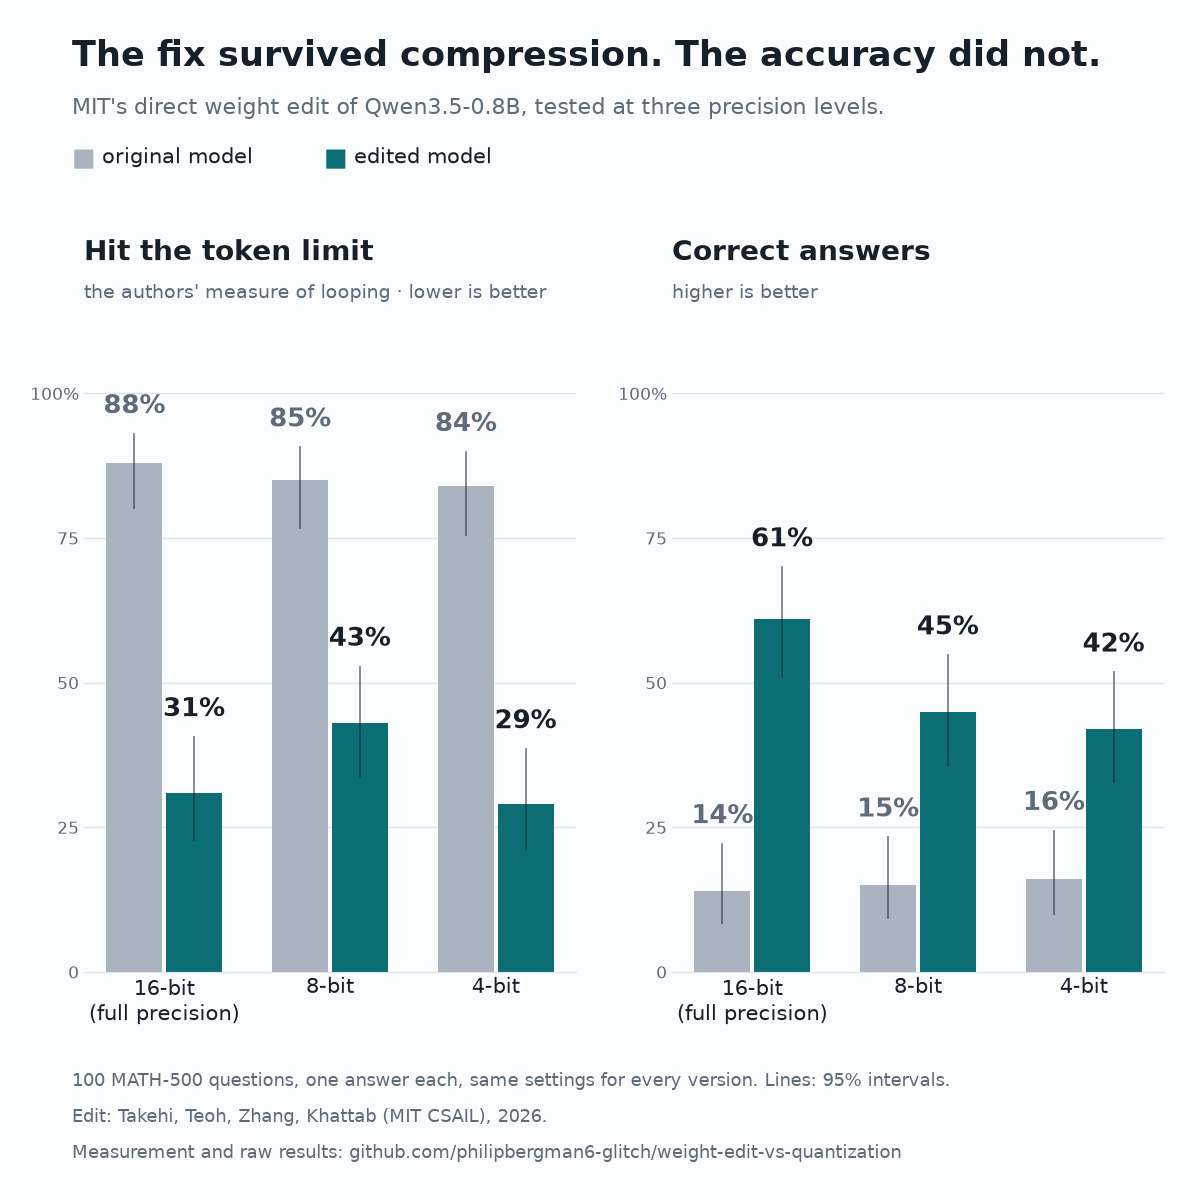 The fix survived compression. The accuracy did not.
MIT's direct weight edit of Qwen3.5-0.8B, tested at three precision levels.
original model
edited model
Hit the token limit
the authors' measure of looping · lower is better
100%
75
50
25
0
88%
31%
85%
43%
84%
29%
16-bit
(full precision)
8-bit
4-bit
Correct answers
higher is better
100%
75
50
25
0
14%
61%
15%
45%
16%
42%
16-bit
(full precision)
8-bit
4-bit
100 MATH-500 questions, one answer each, same settings for every version. Lines: 95% intervals.
Edit: Takehi, Teoh, Zhang, Khattab (MIT CSAIL), 2026.
Measurement and raw results: github.com/philipbergman6-glitch/weight-edit-vs-quantization